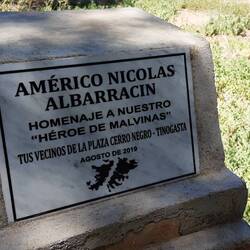 AMÉRICO NICOLAS
ALBARRACIN
HOMENAJE A NUESTRO
"HÉROE DE MALVINAS"
TUS VECINOS DE LA PLAZA CERRO NEGRO - TINOGASTA
AGOSTO DE 2019